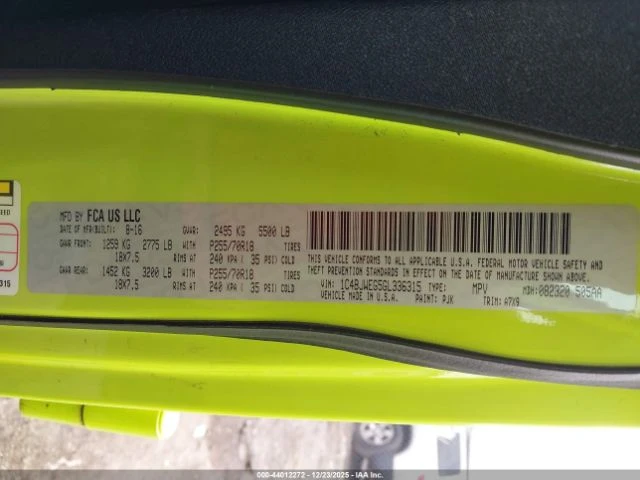 MFD BY FCA US LLC
DATE OF MFR(BUILT): 8-16 GVWR: 2495 KG 5500 LB
GAWR FRONT: 1259 KG 2775 LB WITH P255/70R18 TIRES
18X7.5 RIMS AT 240 KPA ( 35 PSI) COLD
GAWR REAR: 1452 KG 3200 LB WITH P255/70R18 TIRES
18X7.5 RIMS AT 240 KPA ( 35 PSI) COLD
THIS VEHICLE CONFORMS TO ALL APPLICABLE U.S.A. FEDERAL MOTOR VEHICLE SAFETY AND
THEFT PREVENTION STANDARDS IN EFFECT ON THE DATE OF MANUFACTURE SHOWN ABOVE.
VIN: 1C4BJWEG5GL336315 TYPE: MPV MDH: 082320 505AA
VEHICLE MADE IN U.S.A. PAINT: PJK TRIM: A7X9
315
000-44012272 - 12/23/2025 - IAA Inc.